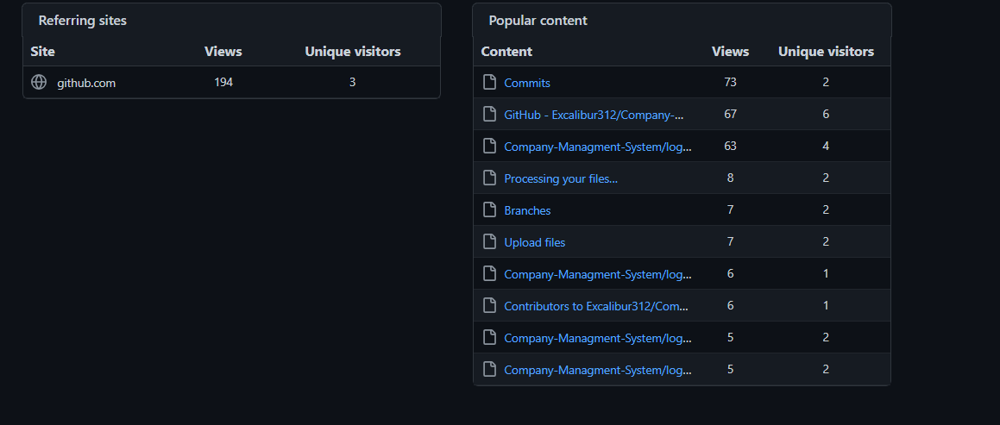 Referring sites
Site Views Unique visitors
github.com 194 3
Popular content
Content Views Unique visitors
Commits 73 2
GitHub - Excalibur312/Company-... 67 6
Company-Managment-System/log... 63 4
Processing your files... 8 2
Branches 7 2
Upload files 7 2
Company-Managment-System/log... 6 1
Contributors to Excalibur312/Com... 6 1
Company-Managment-System/log... 5 2
Company-Managment-System/log... 5 2